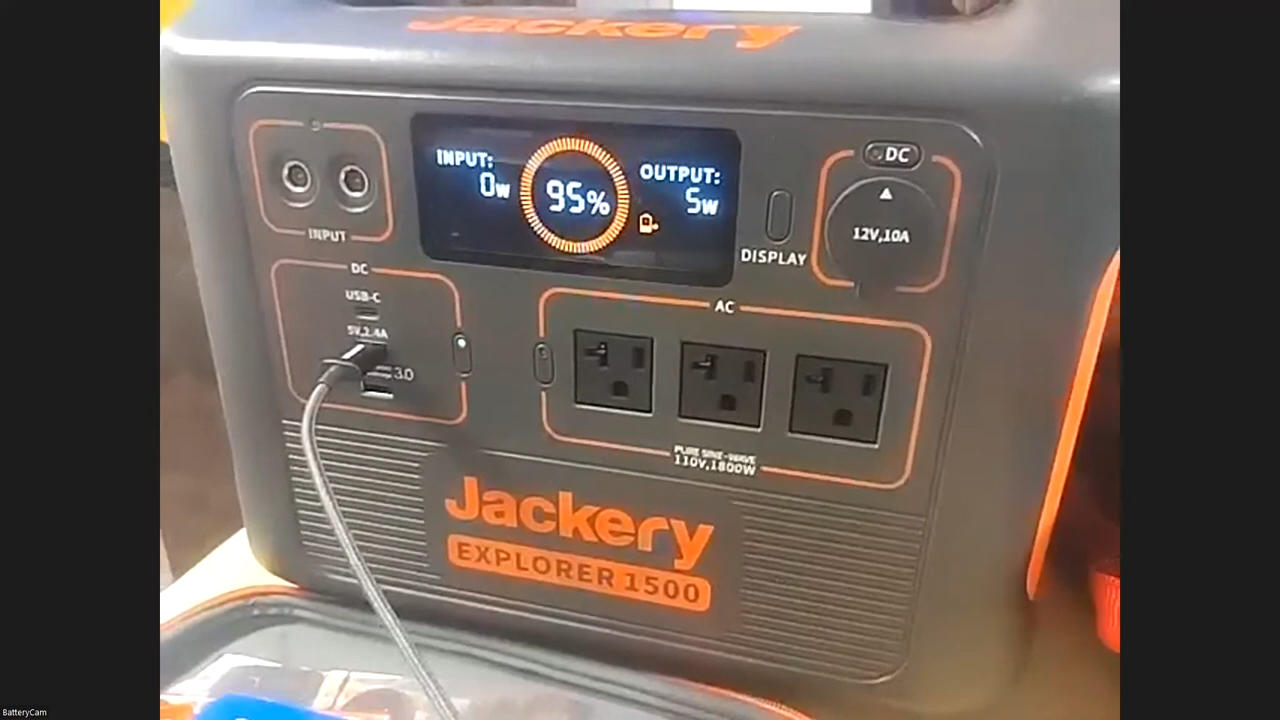 Jackery
INPUT:
0w
95%
OUTPUT:
5w
DISPLAY
DC
12V,10A
INPUT
DC
USB-C
5V,2.4A
3.0
AC
PURE SINE-WAVE
110V,1800W
Jackery
EXPLORER 1500
BatteryCam